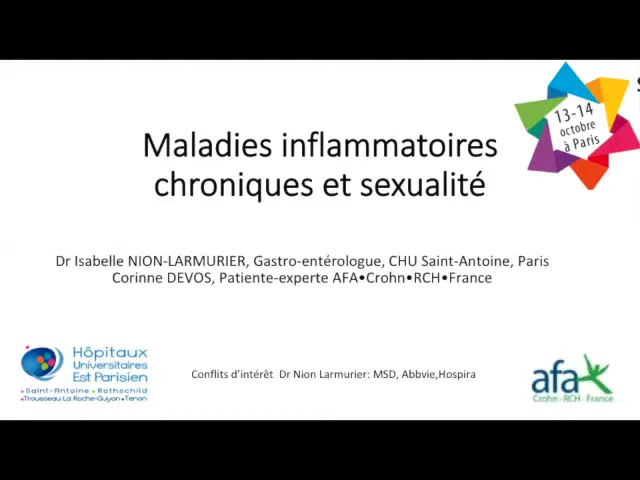 13-14
octobre
à Paris
Maladies inflammatoires
chroniques et sexualité
Dr Isabelle NION-LARMURIER, Gastro-entérologue, CHU Saint-Antoine, Paris
Corinne DEVOS, Patiente-experte AFA•Crohn•RCH•France
Hôpitaux
Universitaires
Est Parisien
•Saint-Antoine •Rothschild
•Trousseau La Roche-Guyon •Tenon
Conflits d'intérêt Dr Nion Larmurier: MSD, Abbvie,Hospira
afa
Crohn - RCH - France